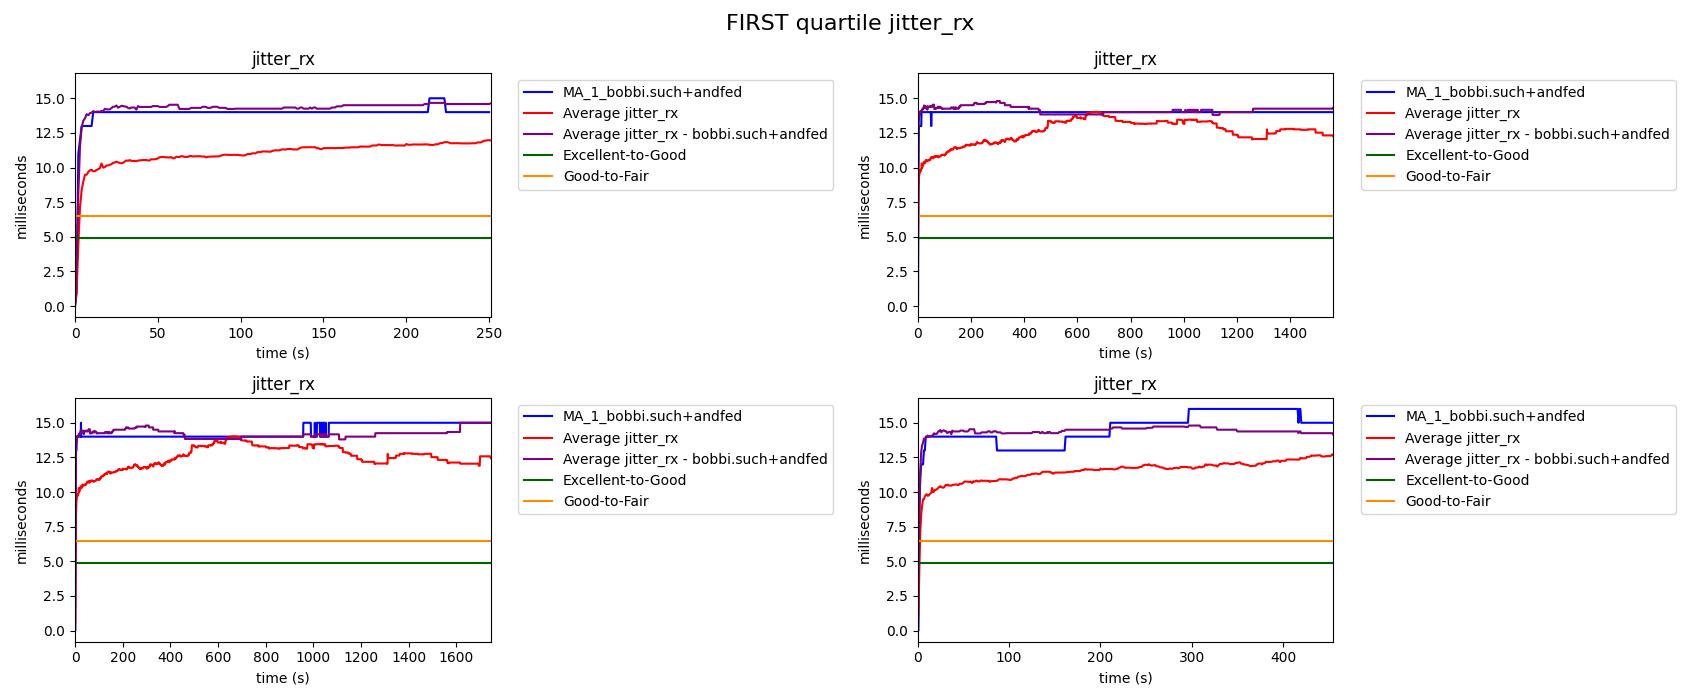 FIRST quartile jitter_rx
jitter_rx
milliseconds
15.0
12.5
10.0
7.5
5.0
2.5
0.0
0 50 100 150 200 250
time (s)
MA_1_bobbi.such+andfed
Average jitter_rx
Average jitter_rx - bobbi.such+andfed
Excellent-to-Good
Good-to-Fair
jitter_rx
milliseconds
15.0
12.5
10.0
7.5
5.0
2.5
0.0
0 200 400 600 800 1000 1200 1400
time (s)
MA_1_bobbi.such+andfed
Average jitter_rx
Average jitter_rx - bobbi.such+andfed
Excellent-to-Good
Good-to-Fair
jitter_rx
milliseconds
15.0
12.5
10.0
7.5
5.0
2.5
0.0
0 200 400 600 800 1000 1200 1400 1600
time (s)
MA_1_bobbi.such+andfed
Average jitter_rx
Average jitter_rx - bobbi.such+andfed
Excellent-to-Good
Good-to-Fair
jitter_rx
milliseconds
15.0
12.5
10.0
7.5
5.0
2.5
0.0
0 100 200 300 400
time (s)
MA_1_bobbi.such+andfed
Average jitter_rx
Average jitter_rx - bobbi.such+andfed
Excellent-to-Good
Good-to-Fair